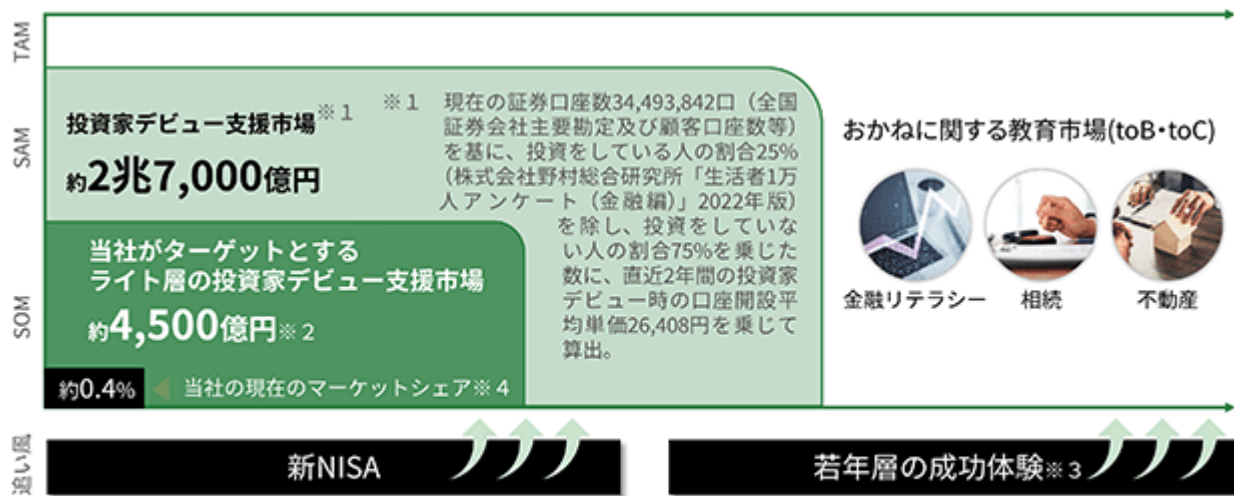 TAM
SAM
SOM
追い風
投資家デビュー支援市場※1
約2兆7,000億円
※1 現在の証券口座数34,493,842口（全国
証券会社主要勘定及び顧客口座数等）
を基に、投資をしている人の割合25%
（株式会社野村総合研究所「生活者1万
人アンケート（金融編）」2022年版）
を除し、投資をしていな
い人の割合75%を乗じた
数に、直近2年間の投資家
デビュー時の口座開設平
均単価26,408円を乗じて
算出。
当社がターゲットとする
ライト層の投資家デビュー支援市場
約4,500億円※2
約0.4%
当社の現在のマーケットシェア※4
おかねに関する教育市場(toB・toC)
金融リテラシー
相続
不動産
新NISA
若年層の成功体験※3